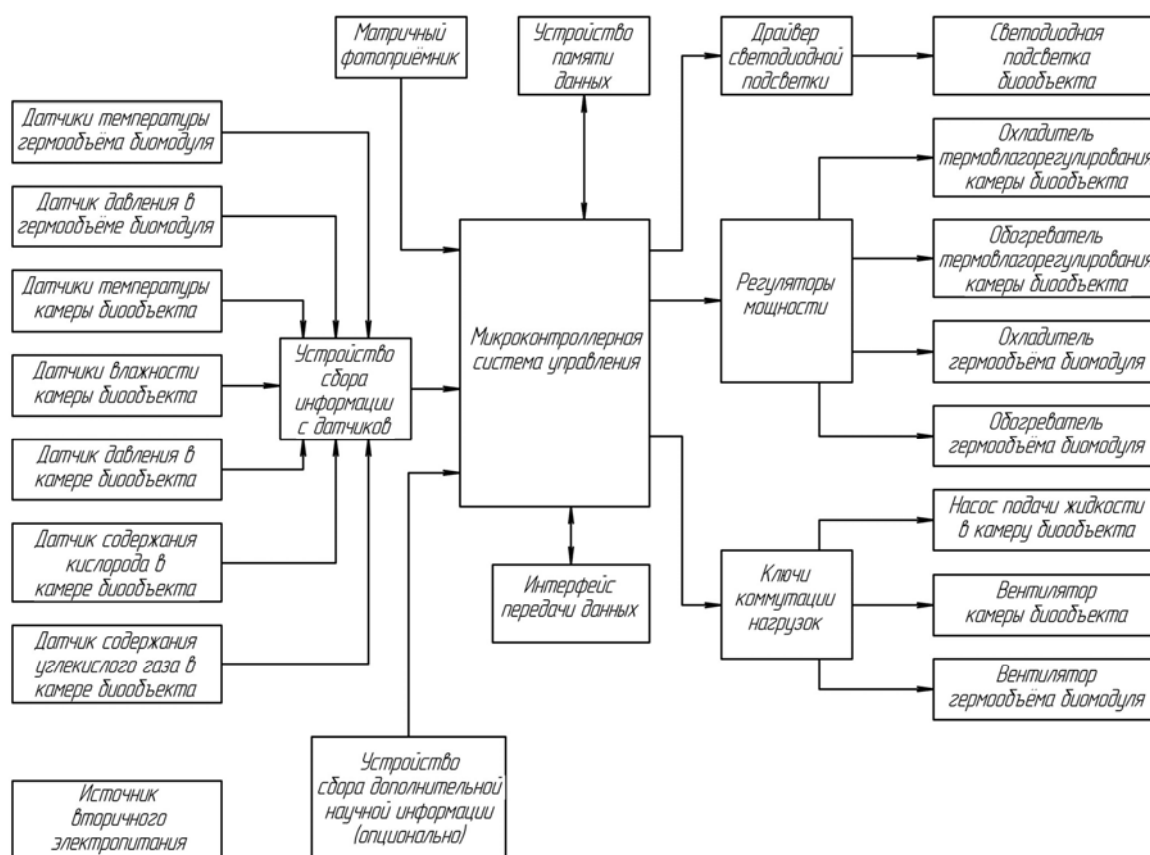 Матричный
фотоприёмник
Устройство
памяти
данных
Драйвер
светодиодной
подсветки
Светодиодная
подсветка
биообъекта
Датчики температуры
гермообъёма биомодуля
Датчик давления в
гермообъёме биомодуля
Датчики температуры
камеры биообъекта
Датчики влажности
камеры биообъекта
Датчик давления в
камере биообъекта
Датчик содержания
кислорода в
камере биообъекта
Датчик содержания
углекислого газа в
камере биообъекта
Источник
вторичного
электропитания
Устройство
сбора
информации
с датчиков
Устройство
сбора дополнительной
научной информации
(опционально)
Микроконтроллерная
система управления
Интерфейс
передачи данных
Регуляторы
мощности
Ключи
коммутации
нагрузок
Охладитель
термовлагорегулирования
камеры биообъекта
Обогреватель
термовлагорегулирования
камеры биообъекта
Охладитель
гермообъёма биомодуля
Обогреватель
гермообъёма биомодуля
Насос подачи жидкости
в камеру биообъекта
Вентилятор
камеры биообъекта
Вентилятор
гермообъёма биомодуля